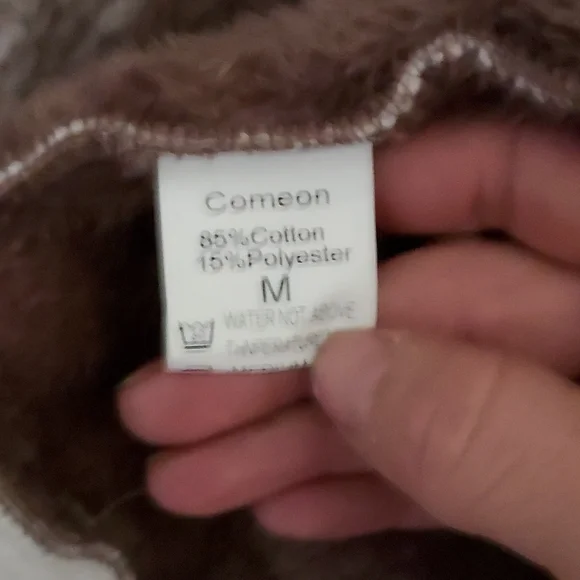 Comeon
85%Cotton
15%Polyester
M
WATER NOT ABOVE